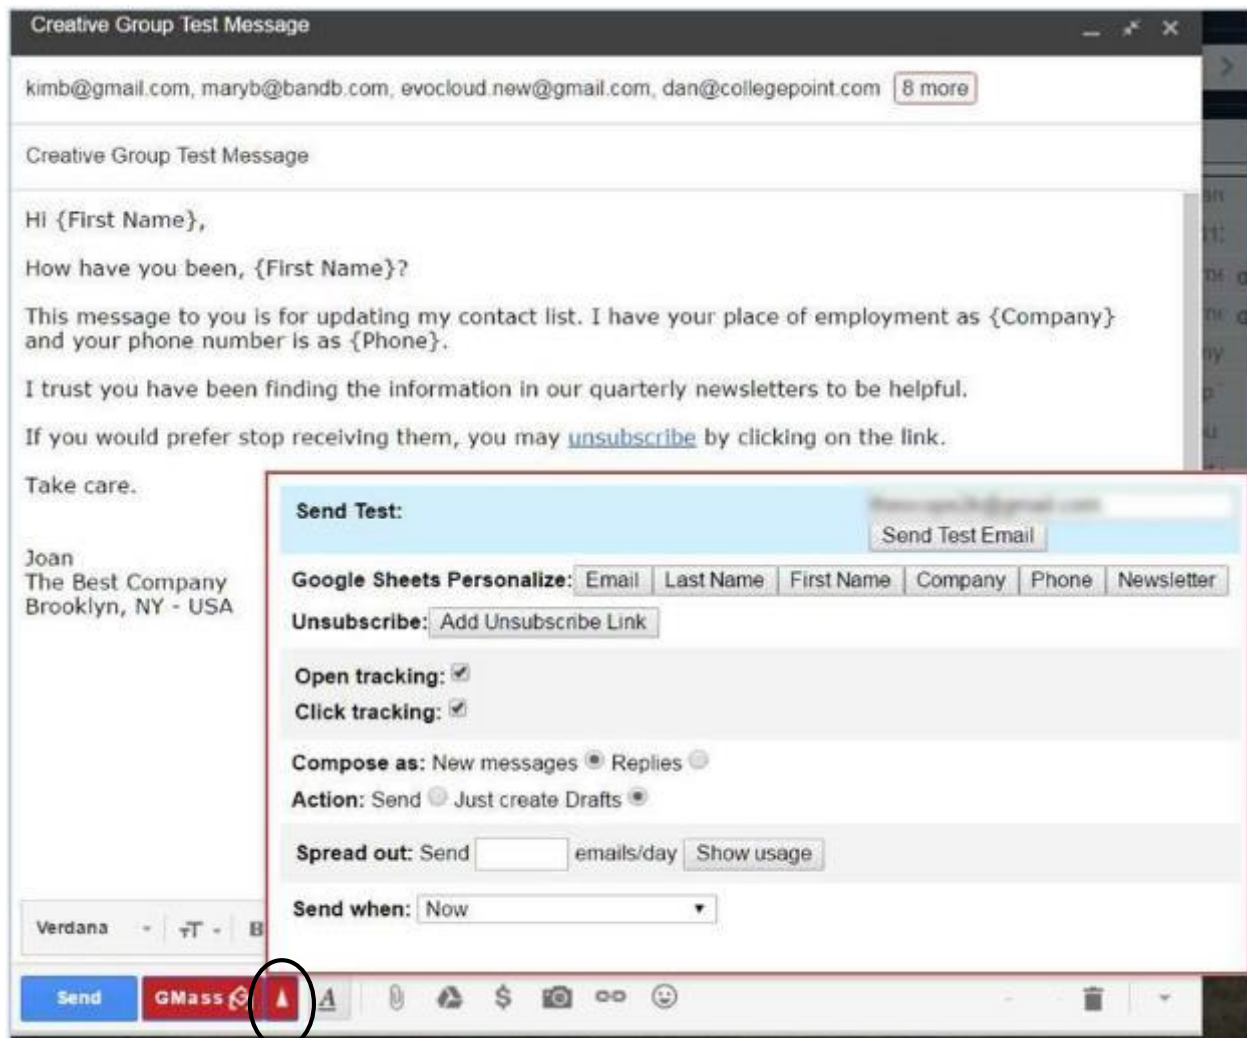 Creative Group Test Message
kimb@gmail.com, maryb@bandb.com, evocloud.new@gmail.com, dan@collegepoint.com 8 more
Creative Group Test Message
Hi {First Name},
How have you been, {First Name}?
This message to you is for updating my contact list. I have your place of employment as {Company}
and your phone number is as {Phone}.
I trust you have been finding the information in our quarterly newsletters to be helpful.
If you would prefer stop receiving them, you may unsubscribe by clicking on the link.
Take care.
Joan
The Best Company
Brooklyn, NY - USA
Send Test:
Send Test Email
Google Sheets Personalize: Email Last Name First Name Company Phone Newsletter
Unsubscribe: Add Unsubscribe Link
Open tracking:
Click tracking:
Compose as: New messages Replies
Action: Send Just create Drafts
Spread out: Send emails/day Show usage
Send when: Now
Verdana TT B
Send GMass A $